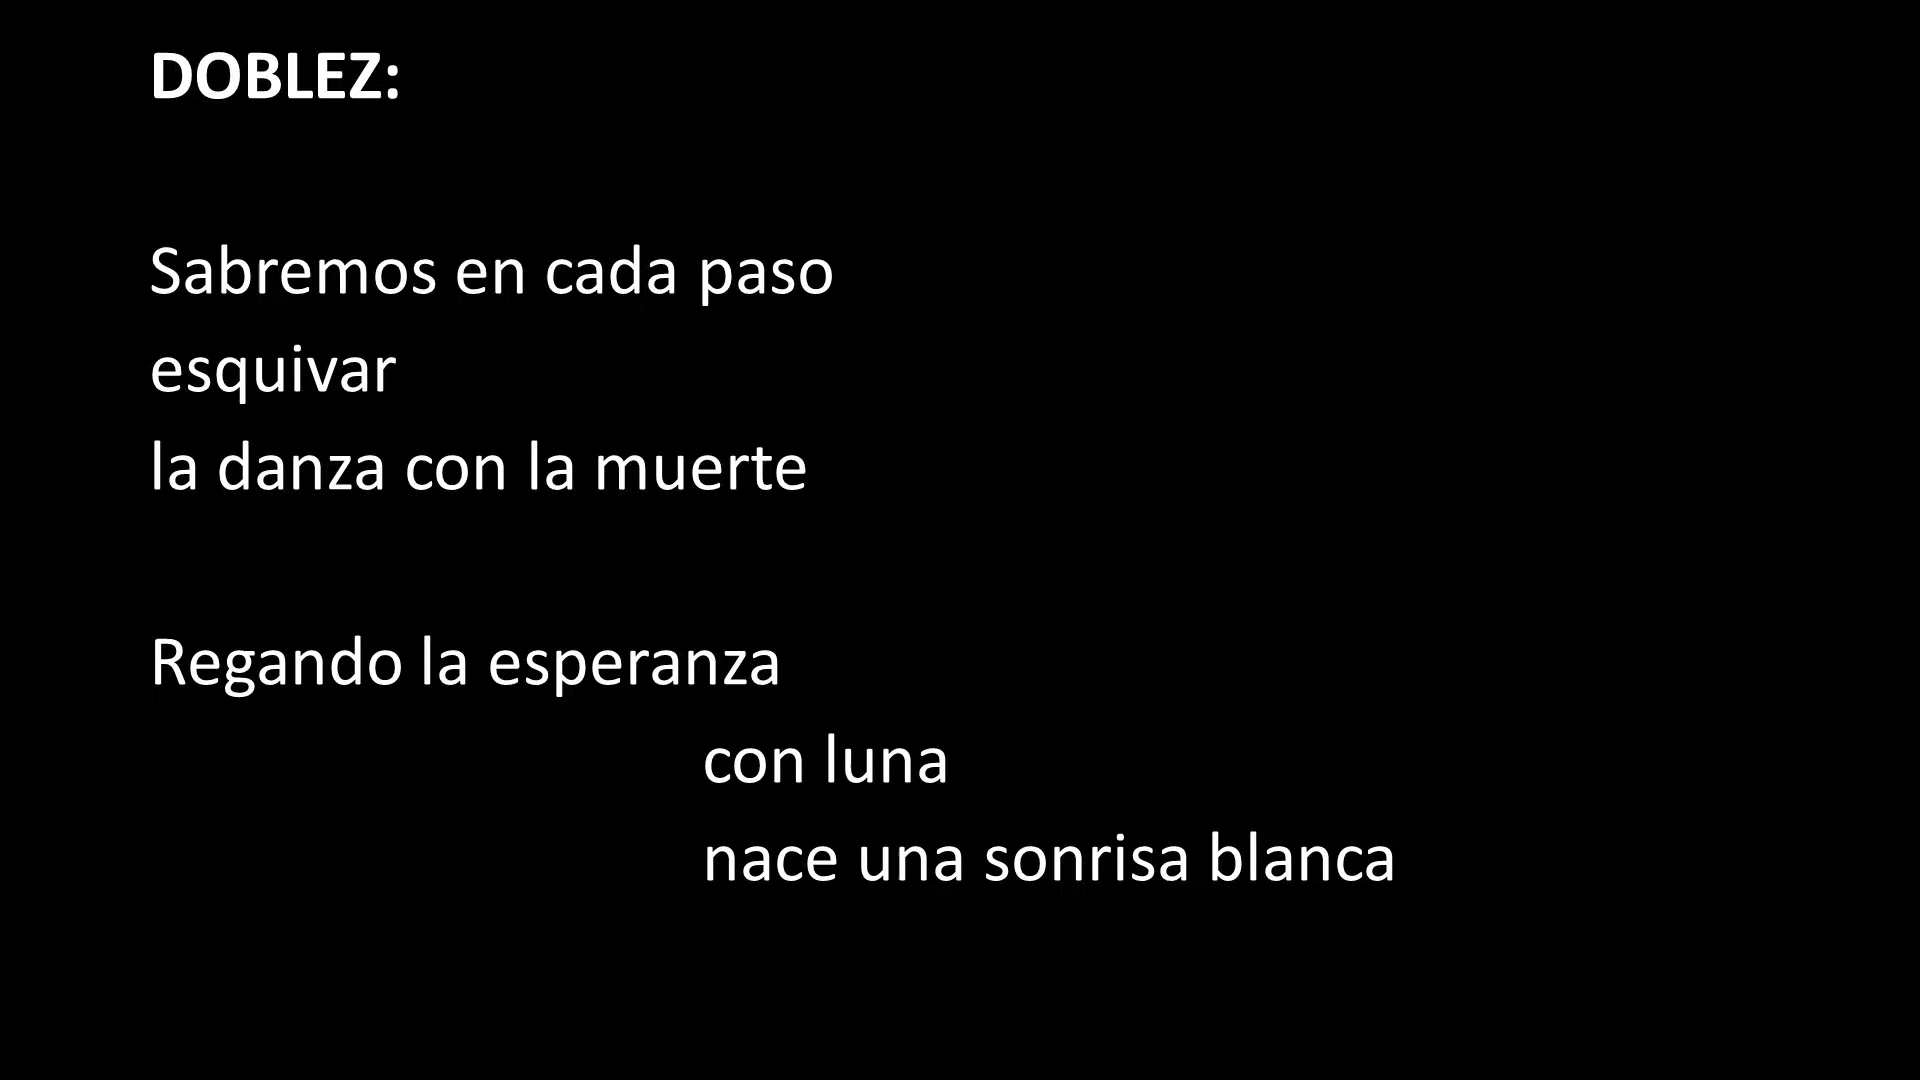 DOBLEZ:
Sabremos en cada paso
esquivar
la danza con la muerte
Regando la esperanza
con luna
nace una sonrisa blanca